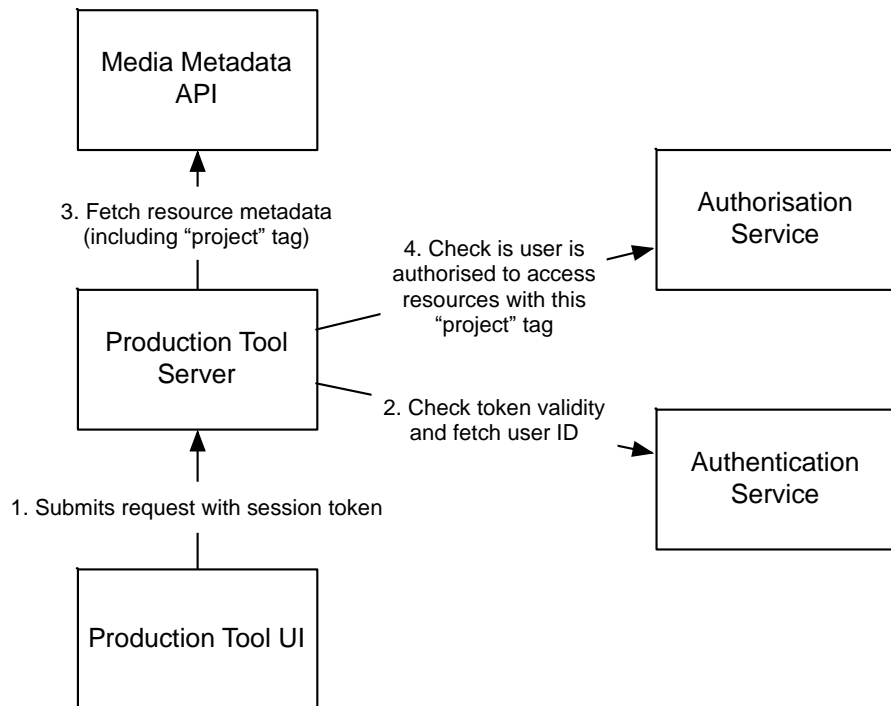 Media Metadata
API
3. Fetch resource metadata
(including “project” tag)
Authorisation
Service
4. Check is user is
authorised to access
resources with this
“project” tag
Production Tool
Server
2. Check token validity
and fetch user ID
Authentication
Service
1. Submits request with session token
Production Tool UI